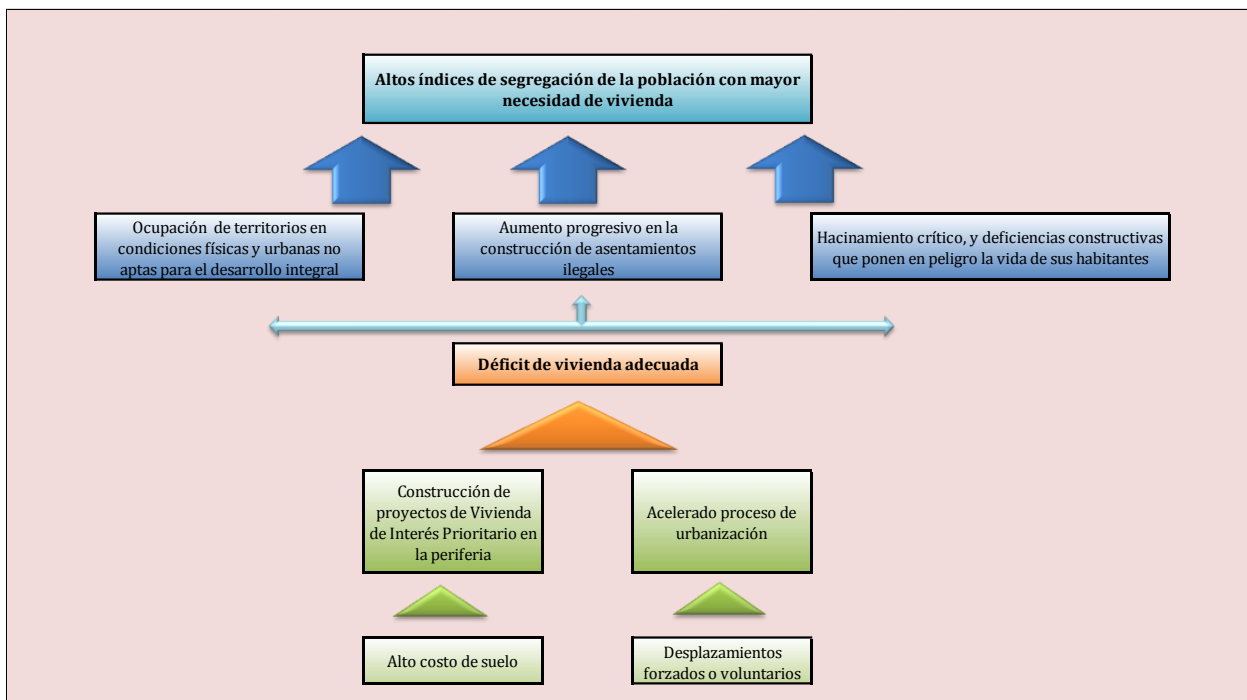 Altos índices de segregación de la población con mayor
necesidad de vivienda
Ocupación de territorios en
condiciones físicas y urbanas no
aptas para el desarrollo integral
Aumento progresivo en la
construcción de asentamientos
ilegales
Hacinamiento crítico, y deficiencias constructivas
que ponen en peligro la vida de sus habitantes
Déficit de vivienda adecuada
Construcción de
proyectos de Vivienda
de Interés Prioritario en
la periferia
Acelerado proceso de
urbanización
Alto costo de suelo
Desplazamientos
forzados o voluntarios